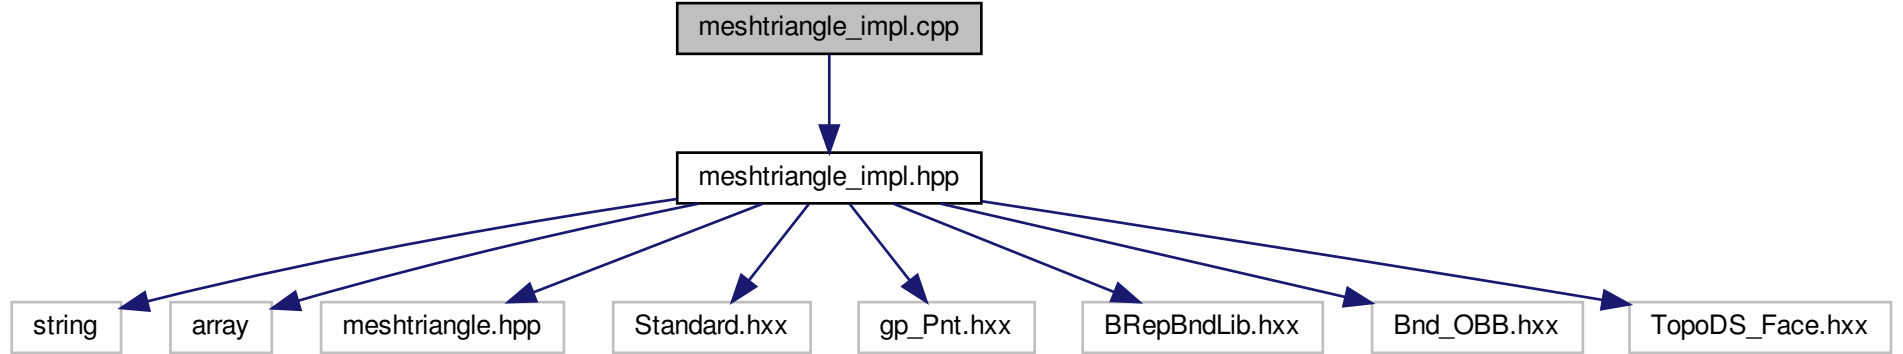 meshtriangle_impl.cpp
meshtriangle_impl.hpp
string
array
meshtriangle.hpp
Standard.hxx
gp_Pnt.hxx
BRepBndLib.hxx
Bnd_OBB.hxx
TopoDS_Face.hxx